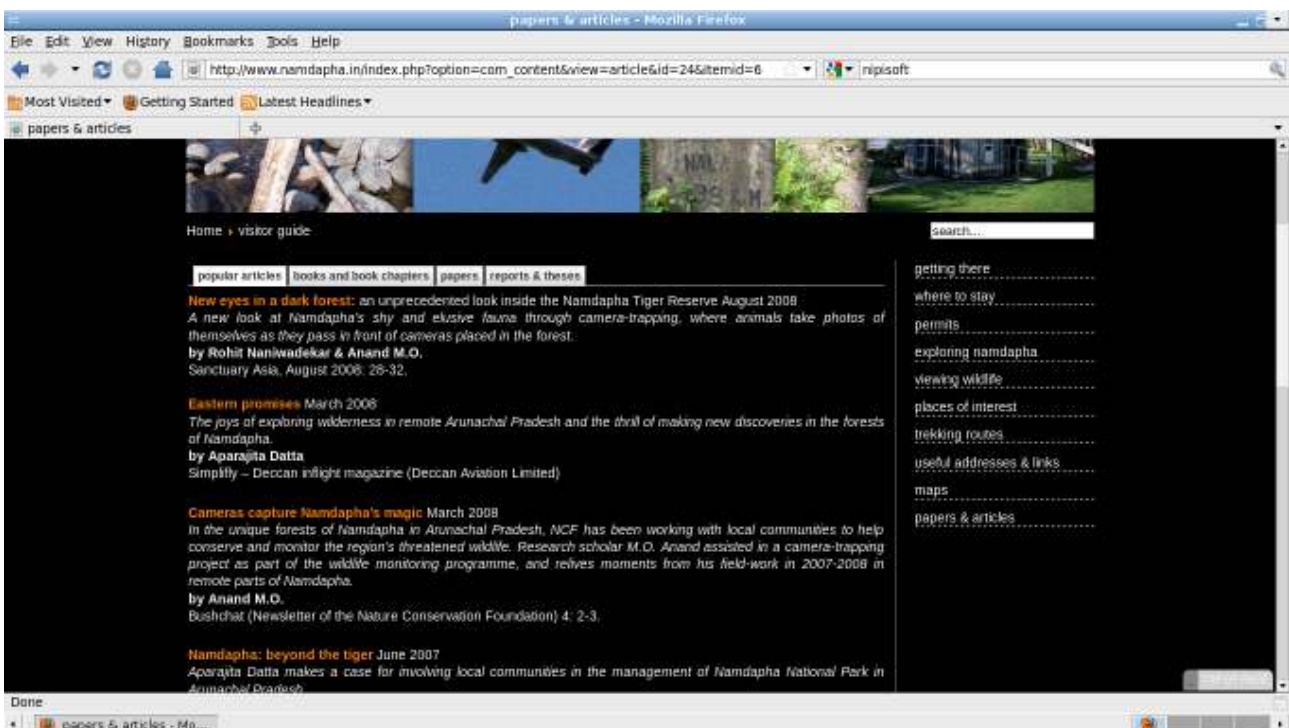 papers & articles - Mozilla Firefox
File Edit View History Bookmarks Tools Help
http://www.namdapha.in/index.php?option=com_content&view=article&id=24&itemid=6
nipisoft
Most Visited Getting Started Latest Headlines
papers & articles
Home visitor guide
search...
popular articles books and book chapters papers reports & theses
New eyes in a dark forest: an unprecedented look inside the Namdapha Tiger Reserve August 2008
A new look at Namdapha's shy and elusive fauna through camera-trapping, where animals take photos of
themselves as they pass in front of cameras placed in the forest.
by Rohit Naniwadekar & Anand M.O.
Sanctuary Asia, August 2008: 28-32.
Eastern promises March 2008
The joys of exploring wilderness in remote Arunachal Pradesh and the thrill of making new discoveries in the forests
of Namdapha.
by Aparajita Datta
Simplifly – Deccan inflight magazine (Deccan Aviation Limited)
Cameras capture Namdapha's magic March 2008
In the unique forests of Namdapha in Arunachal Pradesh, NCF has been working with local communities to help
conserve and monitor the region's threatened wildlife. Research scholar M.O. Anand assisted in a camera-trapping
project as part of the wildlife monitoring programme, and relives moments from his field-work in 2007-2008 in
remote parts of Namdapha.
by Anand M.O.
Bushchat (Newsletter of the Nature Conservation Foundation) 4: 2-3.
Namdapha: beyond the tiger June 2007
Aparajita Datta makes a case for involving local communities in the management of Namdapha National Park in
Arunachal Pradesh
getting there
where to stay
permits
exploring namdapha
viewing wildlife
places of interest
trekking routes
useful addresses & links
maps
papers & articles
Done
papers & articles - Mo...